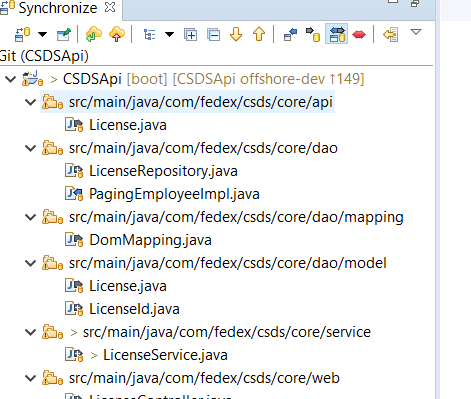 Synchronize
Git (CSDSApi)
> CSDSApi [boot] [CSDSApi offshore-dev ↑149]
src/main/java/com/fedex/csds/core/api
License.java
src/main/java/com/fedex/csds/core/dao
LicenseRepository.java
PagingEmployeeImpl.java
src/main/java/com/fedex/csds/core/dao/mapping
DomMapping.java
src/main/java/com/fedex/csds/core/dao/model
License.java
LicenseId.java
> src/main/java/com/fedex/csds/core/service
> LicenseService.java
src/main/java/com/fedex/csds/core/web
LicenseController.java